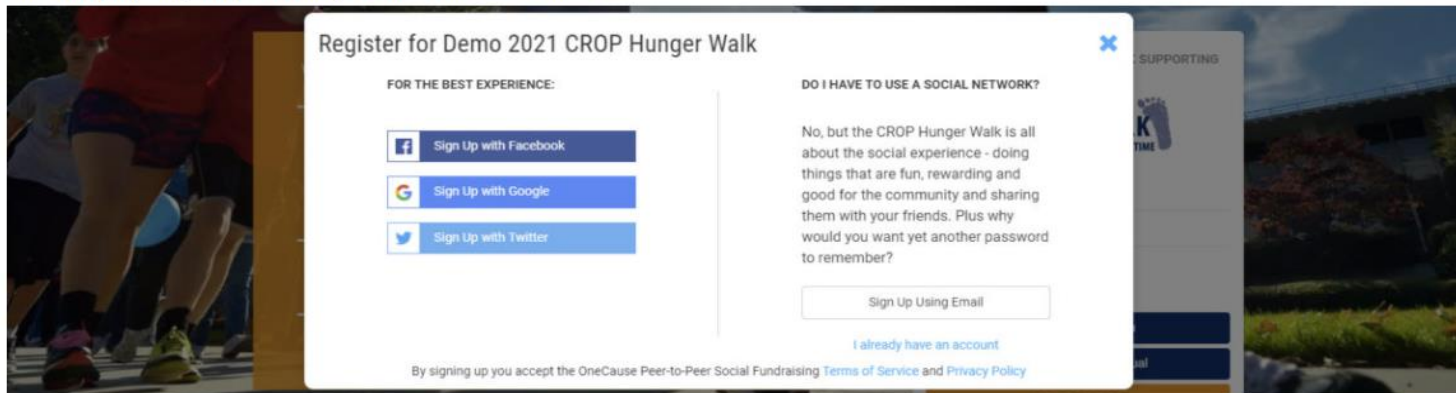 Register for Demo 2021 CROP Hunger Walk
FOR THE BEST EXPERIENCE:
Sign Up with Facebook
Sign Up with Google
Sign Up with Twitter
DO I HAVE TO USE A SOCIAL NETWORK?
No, but the CROP Hunger Walk is all
about the social experience - doing
things that are fun, rewarding and
good for the community and sharing
them with your friends. Plus why
would you want yet another password
to remember?
Sign Up Using Email
I already have an account
By signing up you accept the OneCause Peer-to-Peer Social Fundraising Terms of Service and Privacy Policy
SUPPORTING
TIME